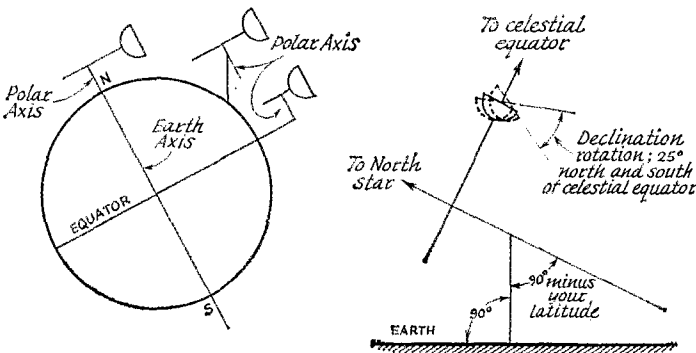 Polar Axis
N
Polar
Axis
Earth
Axis
EQUATOR
S
To celestial
equator
Declination
rotation; 25°
north and south
of celestial equator
To North
star
90° minus
your
latitude
90°
EARTH